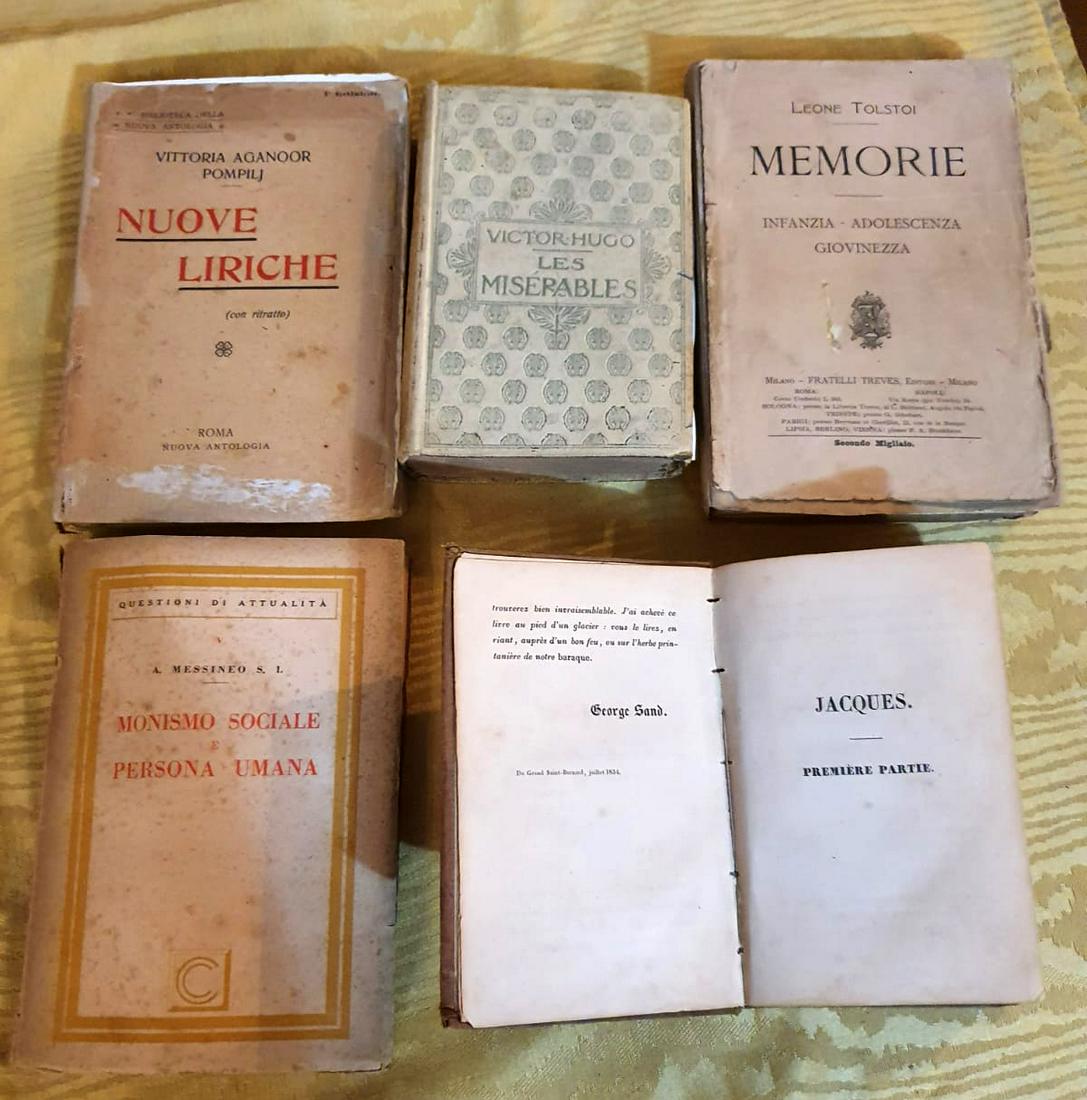 BIBLIOTECA DELLA
NUOVA ANTOLOGIA
VITTORIA AGANOOR
POMPILJ
NUOVE
LIRICHE
(con ritratto)
ROMA
NUOVA ANTOLOGIA
VICTOR·HUGO
LES
MISÉRABLES
LEONE TOLSTOI
MEMORIE
INFANZIA - ADOLESCENZA
GIOVINEZZA
MILANO - FRATELLI TREVES, EDITORI - MILANO
ROMA: NAPOLI:
BOLOGNA:
TRIESTE: presso G. Schubart.
PARIGI:
LIPSIA, BERLINO, VIENNA: presso F. A. Brockhaus.
Secondo Migliaio.
QUESTIONI DI ATTUALITÀ
A. MESSINEO S. I.
MONISMO SOCIALE
E
PERSONA UMANA
C
trouverez bien invraisemblable. J'ai achevé ce
livre au pied d'un glacier : vous le lirez, en
riant, auprès d'un bon feu, ou sur l'herbe prin-
tanière de notre baraque.
George Sand.
Du Grand Saint-Bernard, juillet 1834.
JACQUES.
PREMIÈRE PARTIE.